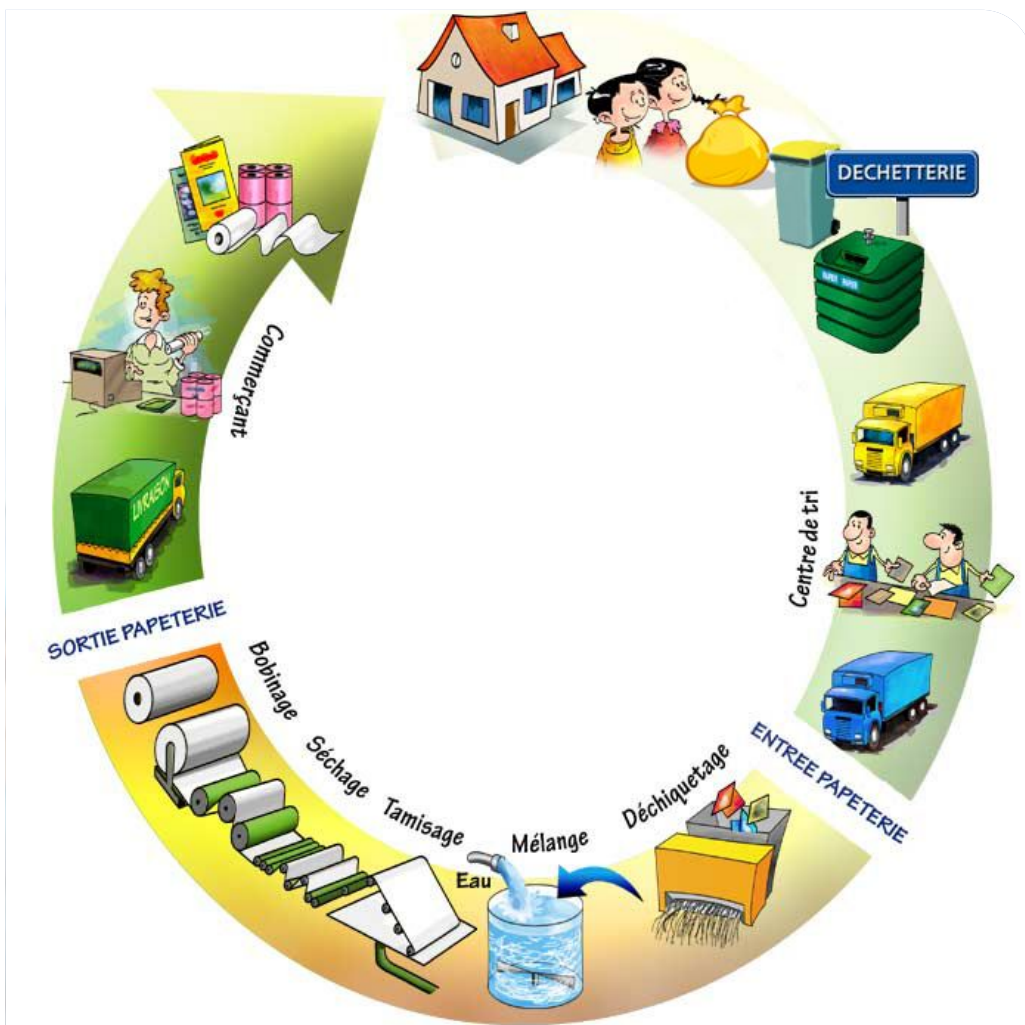 DECHETTERIE
Centre de tri
ENTREE PAPETERIE
Déchiquetage
Mélange
Eau
Tamisage
Séchage
Bobinage
SORTIE PAPETERIE
LIVRAISON
Commerçant